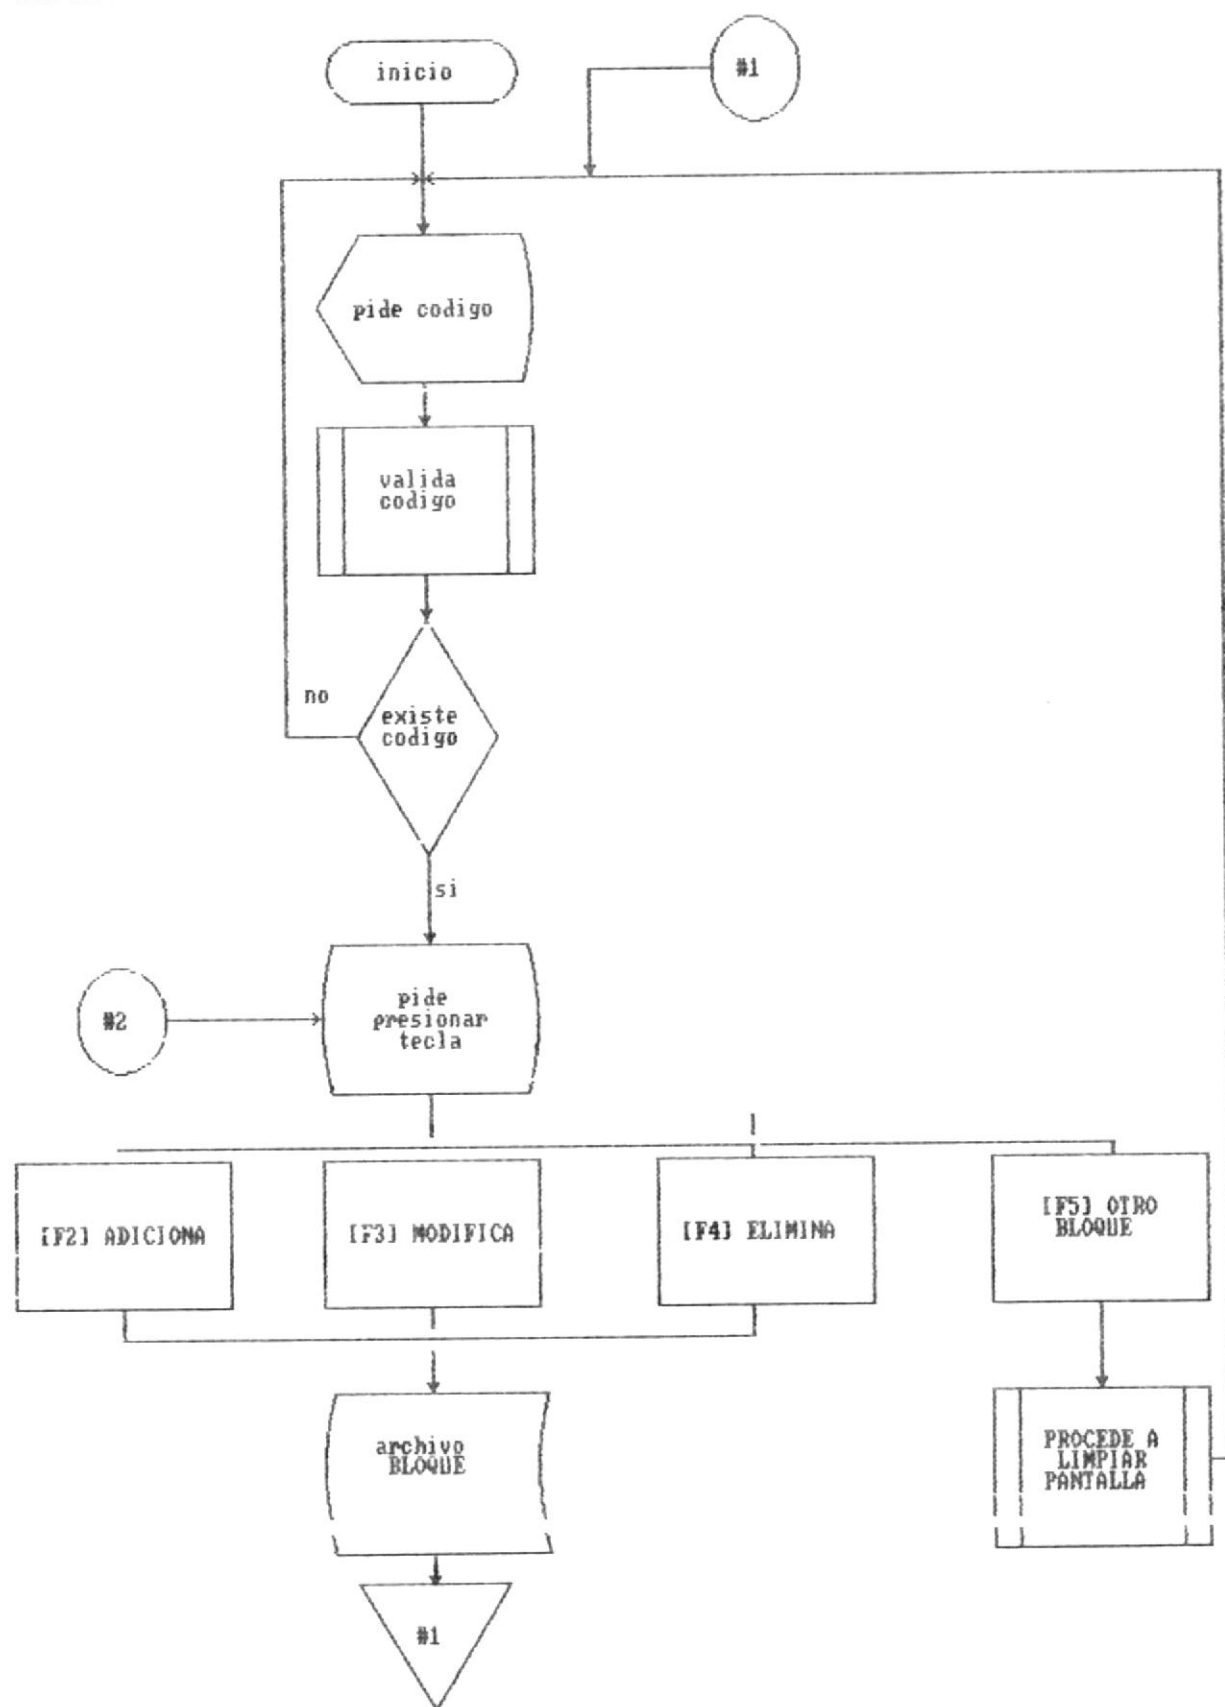 inicio
#1
pide codigo
valida
codigo
no
existe
codigo
si
#2
pide
presionar
tecla
[F2] ADICIONA
[F3] MODIFICA
[F4] ELIMINA
[F5] OTRO
BLOQUE
archivo
BLOQUE
PROCEDE A
LIMPIAR
PANTALLA
#1